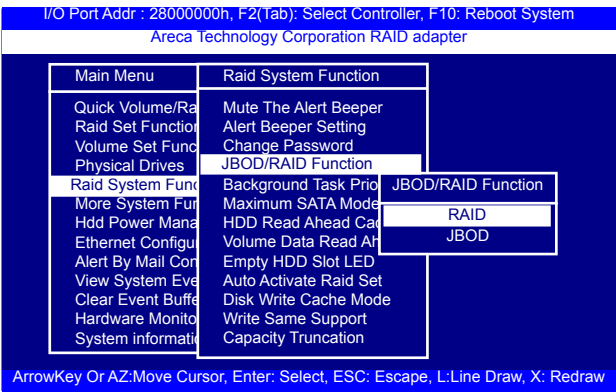 I/O Port Addr : 28000000h, F2(Tab): Select Controller, F10: Reboot System
Areca Technology Corporation RAID adapter
Main Menu
Quick Volume/Ra
Raid Set Function
Volume Set Func
Physical Drives
Raid System Func
More System Fun
Hdd Power Mana
Ethernet Configur
Alert By Mail Con
View System Eve
Clear Event Buffe
Hardware Monito
System informatio
Raid System Function
Mute The Alert Beeper
Alert Beeper Setting
Change Password
JBOD/RAID Function
Background Task Prio
Maximum SATA Mode
HDD Read Ahead Cac
Volume Data Read Ah
Empty HDD Slot LED
Auto Activate Raid Set
Disk Write Cache Mode
Write Same Support
Capacity Truncation
JBOD/RAID Function
RAID
JBOD
ArrowKey Or AZ:Move Cursor, Enter: Select, ESC: Escape, L:Line Draw, X: Redraw